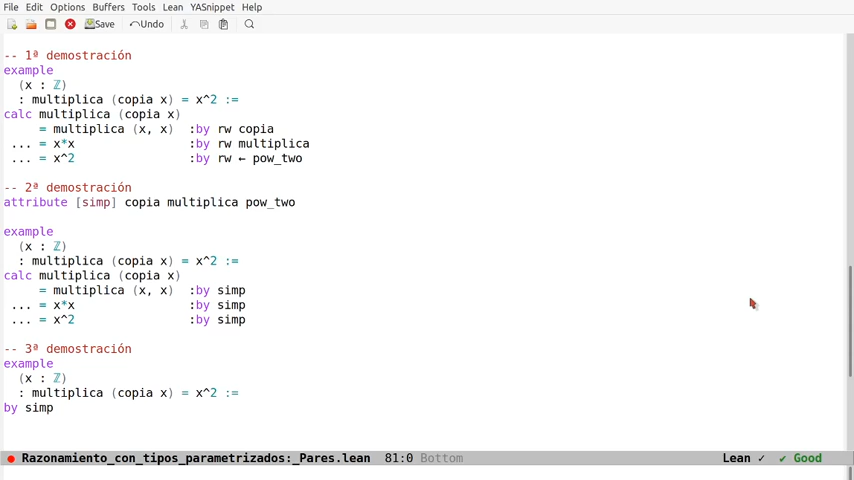 File Edit Options Buffers Tools Lean YASnippet Help
Save Undo
-- 1ª demostración
example
(x : ℤ)
: multiplica (copia x) = x^2 :=
calc multiplica (copia x)
= multiplica (x, x) :by rw copia
... = x*x :by rw multiplica
... = x^2 :by rw ← pow_two
-- 2ª demostración
attribute [simp] copia multiplica pow_two
example
(x : ℤ)
: multiplica (copia x) = x^2 :=
calc multiplica (copia x)
= multiplica (x, x) :by simp
... = x*x :by simp
... = x^2 :by simp
-- 3ª demostración
example
(x : ℤ)
: multiplica (copia x) = x^2 :=
by simp
Razonamiento_con_tipos_parametrizados:_Pares.lean 81:0 Bottom Lean ✓ ✔ Good